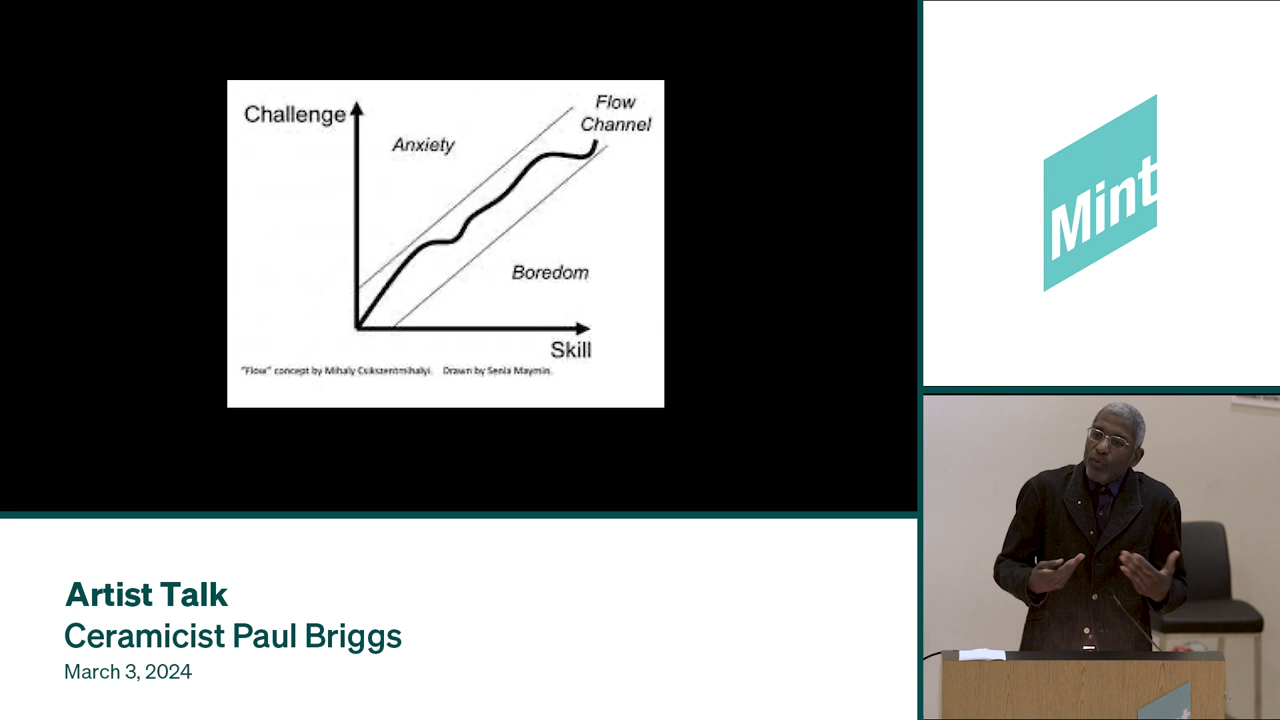 Challenge
Flow
Channel
Anxiety
Boredom
Skill
"Flow" concept by Mihaly Csikszentmihalyi. Drawn by Senia Maymin.
Mint
Artist Talk
Ceramicist Paul Briggs
March 3, 2024